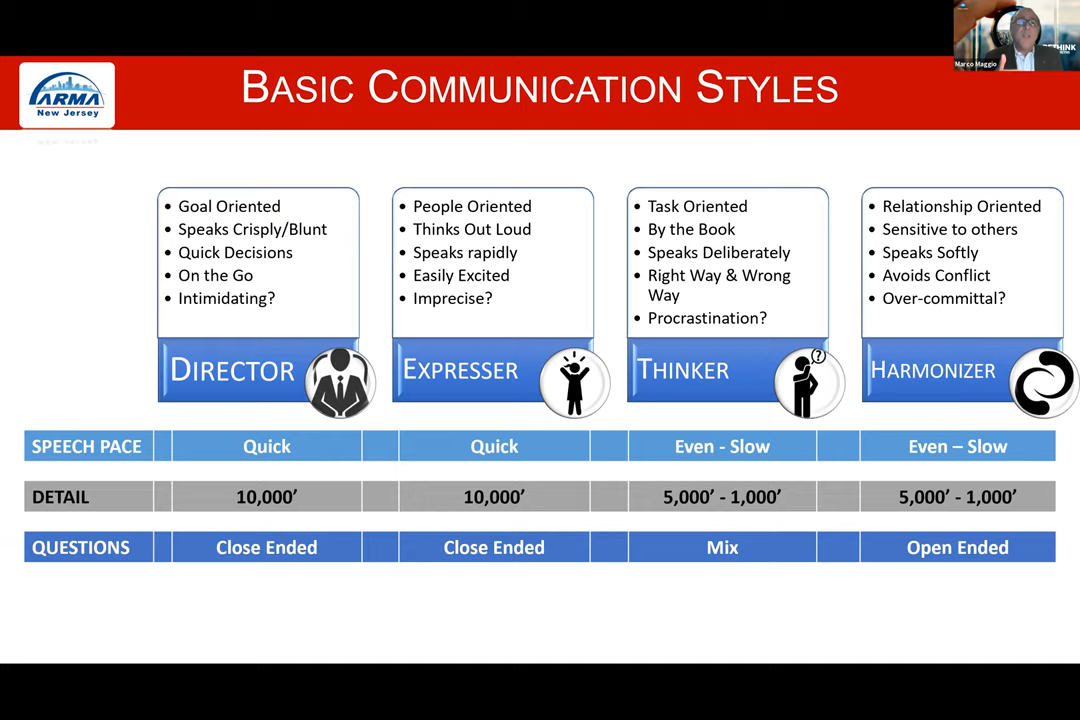 BASIC COMMUNICATION STYLES
ARMA
New Jersey
RETHINK
Marco Maggio
• Goal Oriented
• Speaks Crisply/Blunt
• Quick Decisions
• On the Go
• Intimidating?
DIRECTOR
• People Oriented
• Thinks Out Loud
• Speaks rapidly
• Easily Excited
• Imprecise?
EXPRESSER
• Task Oriented
• By the Book
• Speaks Deliberately
• Right Way & Wrong
Way
• Procrastination?
THINKER
?
• Relationship Oriented
• Sensitive to others
• Speaks Softly
• Avoids Conflict
• Over-committal?
HARMONIZER
SPEECH PACE Quick Quick Even - Slow Even – Slow
DETAIL 10,000’ 10,000’ 5,000’ - 1,000’ 5,000’ - 1,000’
QUESTIONS Close Ended Close Ended Mix Open Ended